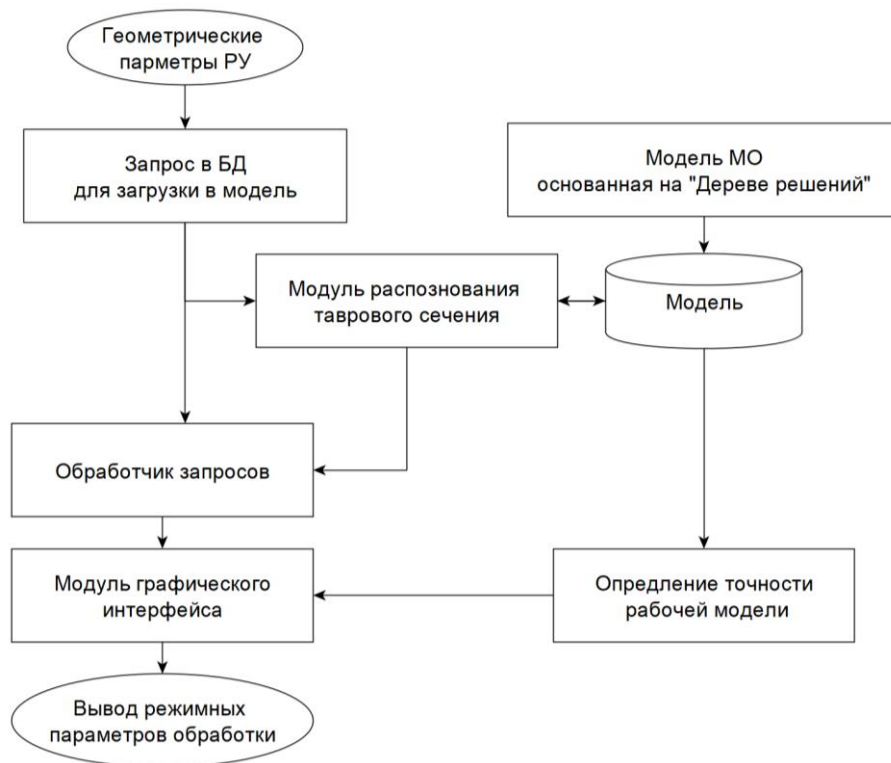 Геометрические
парметры РУ
Запрос в БД
для загрузки в модель
Модель МО
основанная на "Дереве решений"
Модуль распознования
таврового сечения
Модель
Обработчик запросов
Модуль графического
интерфейса
Опредление точности
рабочей модели
Вывод режимных
параметров обработки